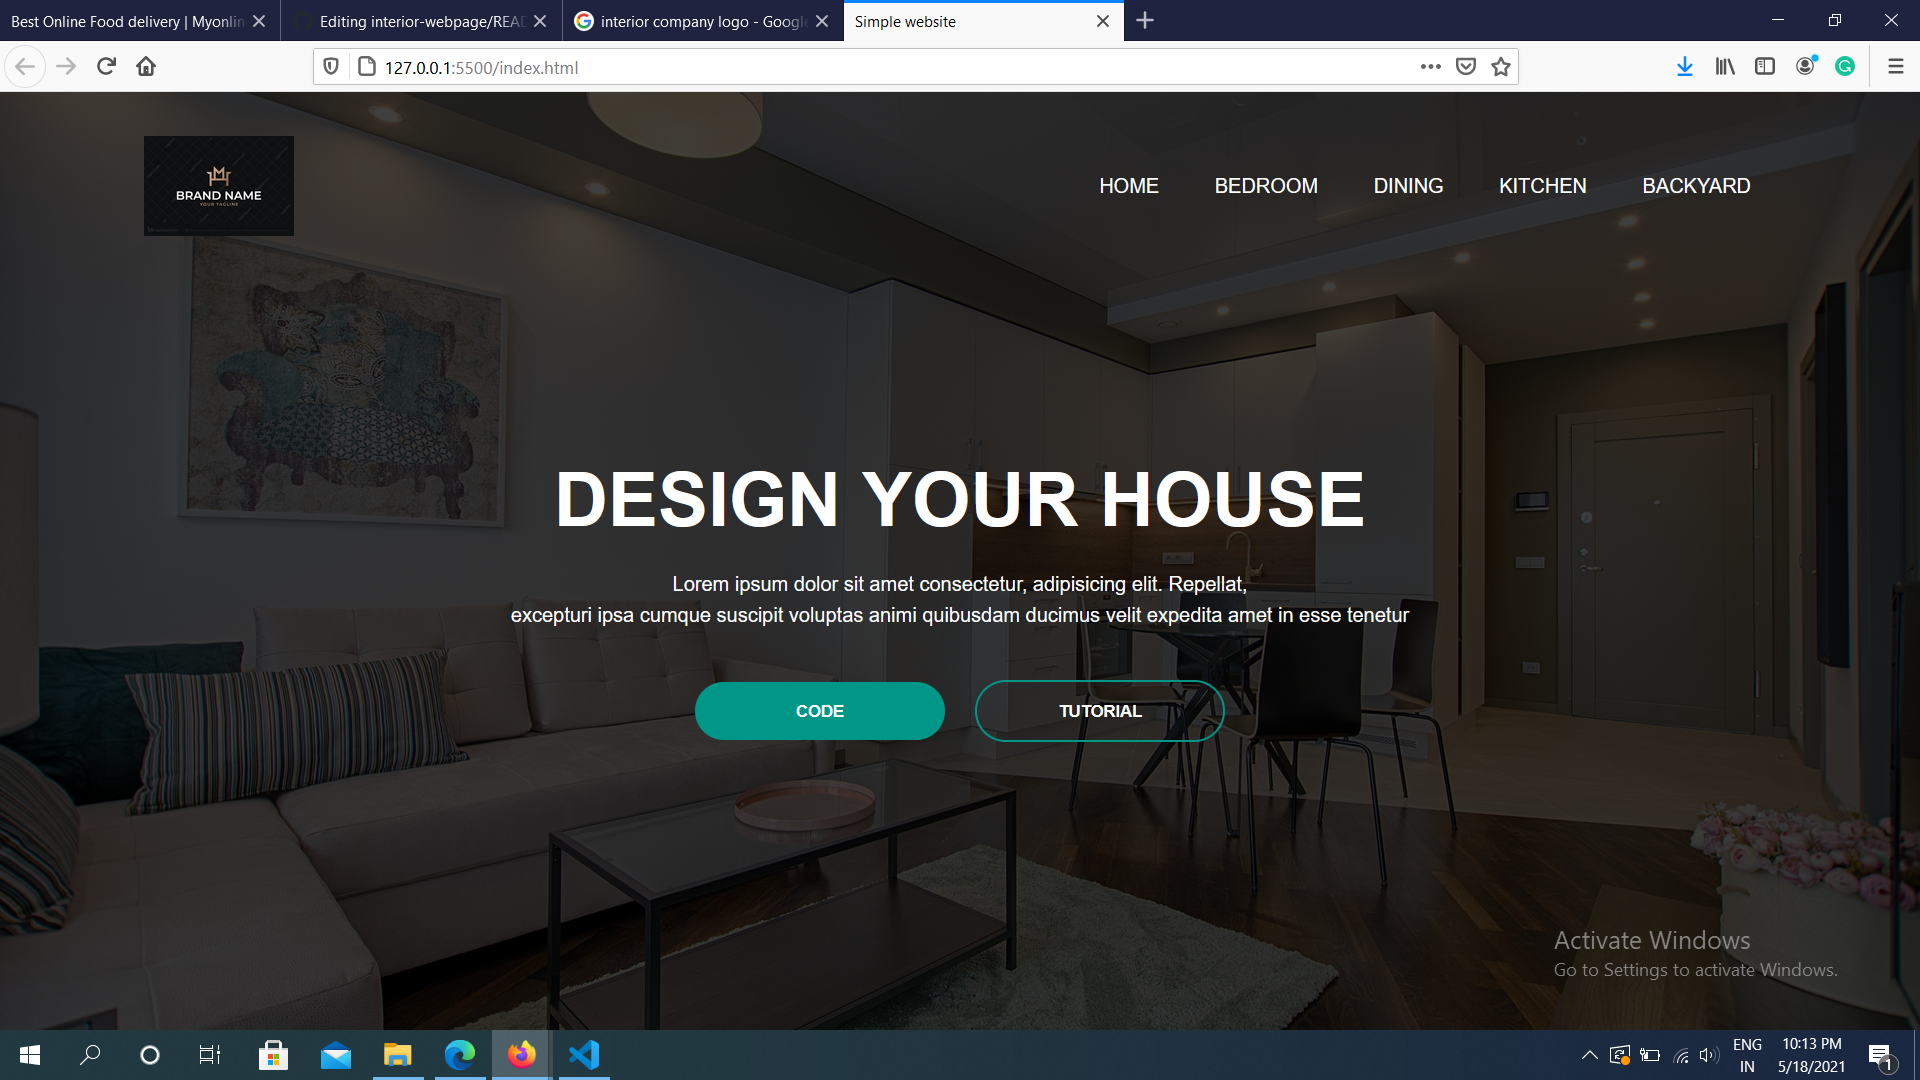 Best Online Food delivery | Myonlin
Editing interior-webpage/READ
interior company logo - Googl
Simple website
127.0.0.1:5500/index.html
BRAND NAME
YOUR TAGLINE
HOME
BEDROOM
DINING
KITCHEN
BACKYARD
DESIGN YOUR HOUSE
Lorem ipsum dolor sit amet consectetur, adipisicing elit. Repellat,
excepturi ipsa cumque suscipit voluptas animi quibusdam ducimus velit expedita amet in esse tenetur
CODE
TUTORIAL
Activate Windows
Go to Settings to activate Windows.
ENG
IN
10:13 PM
5/18/2021
1